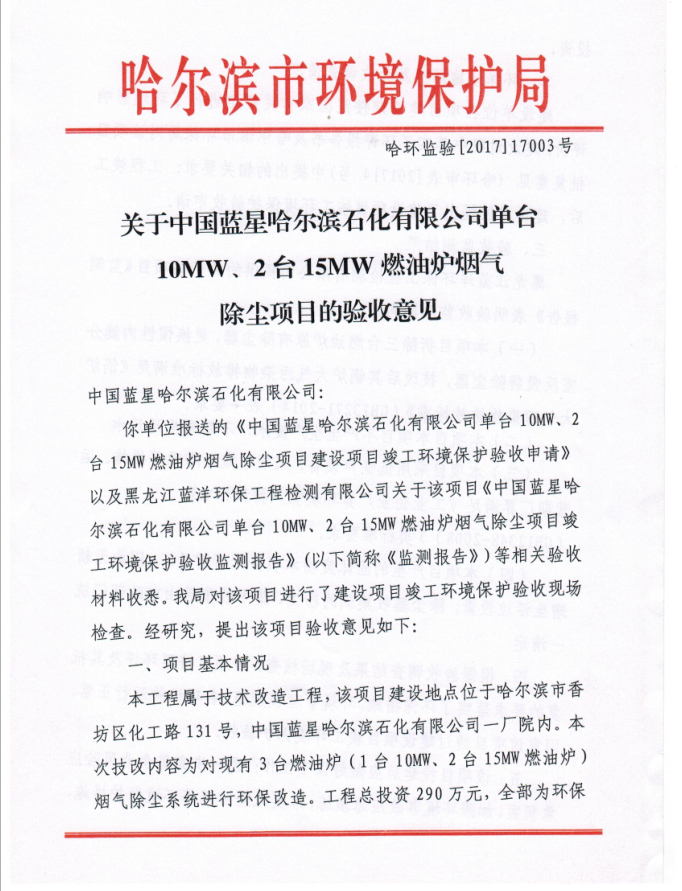 哈尔滨市环境保护局
哈环监验[2017]17003号
关于中国蓝星哈尔滨石化有限公司单台
10MW、2台15MW燃油炉烟气
除尘项目的验收意见
中国蓝星哈尔滨石化有限公司:
你单位报送的《中国蓝星哈尔滨石化有限公司单台10MW、2
台15MW燃油炉烟气除尘项目建设项目竣工环境保护验收申请》
以及黑龙江蓝洋环保工程检测有限公司关于该项目《中国蓝星哈
尔滨石化有限公司单台10MW、2台15MW燃油炉烟气除尘项目竣
工环境保护验收监测报告》(以下简称《监测报告》)等相关验收
材料收悉。我局对该项目进行了建设项目竣工环境保护验收现场
检查。经研究，提出该项目验收意见如下:
一、项目基本情况
本工程属于技术改造工程，该项目建设地点位于哈尔滨市香
坊区化工路131号，中国蓝星哈尔滨石化有限公司一厂院内。本
次技改内容为对现有3台燃油炉(1台10MW、2台15MW燃油炉)
烟气除尘系统进行环保改造。工程总投资290万元，全部为环保